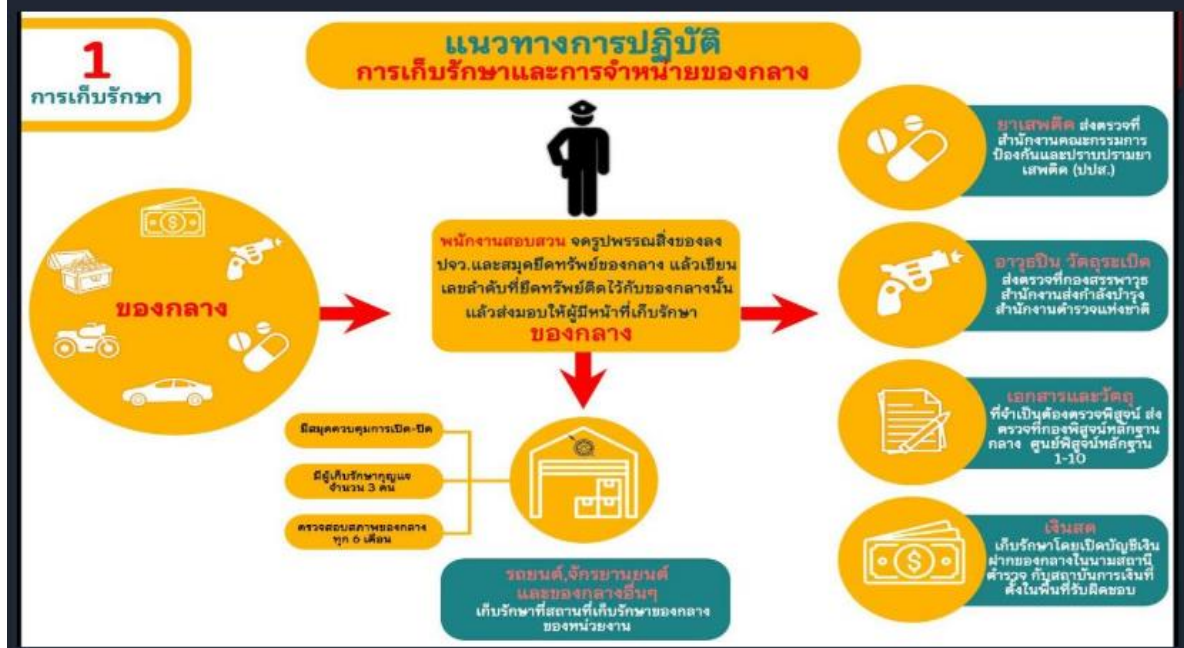 1
การเก็บรักษา
แนวทางการปฏิบัติ
การเก็บรักษาและการจำหน่ายของกลาง
ของกลาง
พนักงานสอบสวน จดรูปพรรณสิ่งของลง
ปจว.และสมุดยึดทรัพย์ของกลาง แล้วเขียน
เลขลำดับที่ยึดทรัพย์ติดไว้กับของกลางนั้น
แล้วส่งมอบให้ผู้มีหน้าที่เก็บรักษา
ของกลาง
มีสมุดควบคุมการเปิด-ปิด
มีผู้เก็บรักษากุญแจ
จำนวน 3 คน
ตรวจสอบสภาพของกลาง
ทุก 6 เดือน
รถยนต์,จักรยานยนต์
และของกลางอื่นๆ
เก็บรักษาที่สถานที่เก็บรักษาของกลาง
ของหน่วยงาน
ยาเสพติด ส่งตรวจที่
สำนักงานคณะกรรมการ
ป้องกันและปราบปรามยา
เสพติด (ปปส.)
อาวุธปืน วัตถุระเบิด
ส่งตรวจที่กองสรรพาวุธ
สำนักงานส่งกำลังบำรุง
สำนักงานตำรวจแห่งชาติ
เอกสารและวัตถุ
ที่จำเป็นต้องตรวจพิสูจน์ ส่ง
ตรวจที่กองพิสูจน์หลักฐาน
กลาง ศูนย์พิสูจน์หลักฐาน
1-10
เงินสด
เก็บรักษาโดยเปิดบัญชีเงิน
ฝากของกลางในนามสถานี
ตำรวจ กับสถาบันการเงินที่
ตั้งในพื้นที่รับผิดชอบ